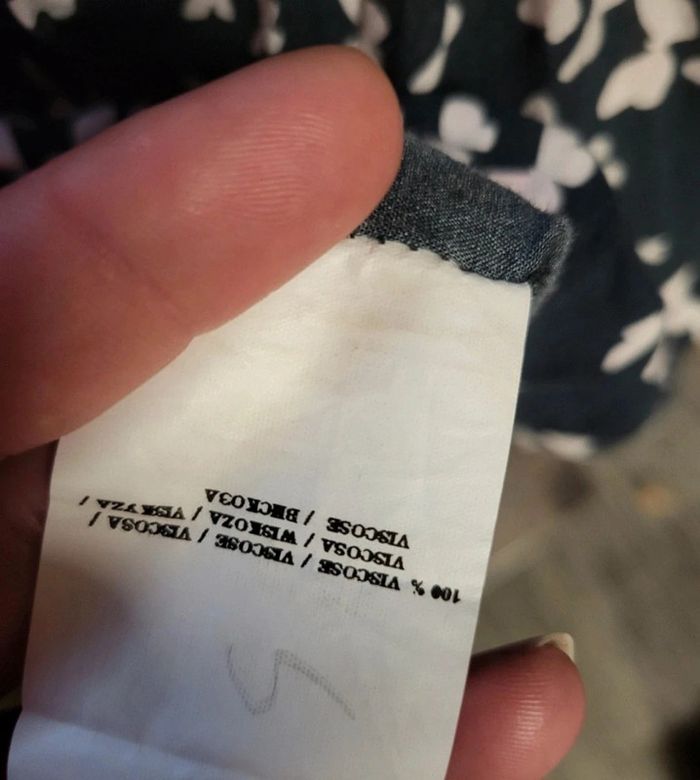 100 % VISCOSE / VISCOSE / VISCOSA /
VISCOSA / WISKOZA / /
VISCOSE / ВИСКОЗА